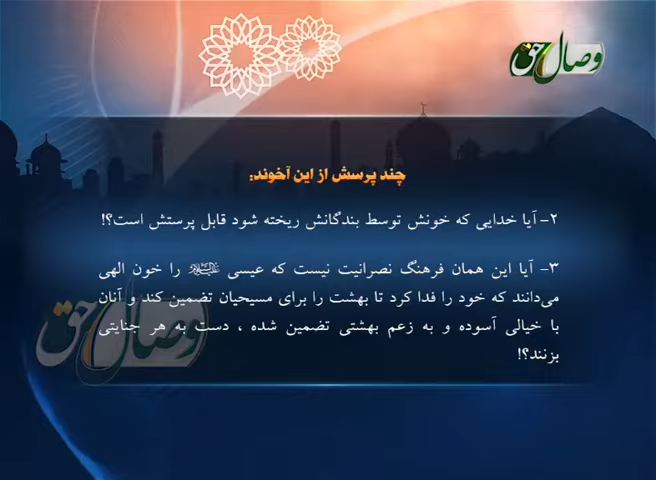 وصال حق
چند پرسش از این آخوند:
۲- آیا خدایی که خونش توسط بندگانش ریخته شود قابل پرستش است؟!
۳- آیا این همان فرهنگ نصرانیت نیست که عیسی علیه‌السلام را خون الهی
می‌دانند که خود را فدا کرد تا بهشت را برای مسیحیان تضمین کند و آنان
با خیالی آسوده و به زعم بهشتی تضمین شده ، دست به هر جنایتی
بزنند؟!
وصال حق